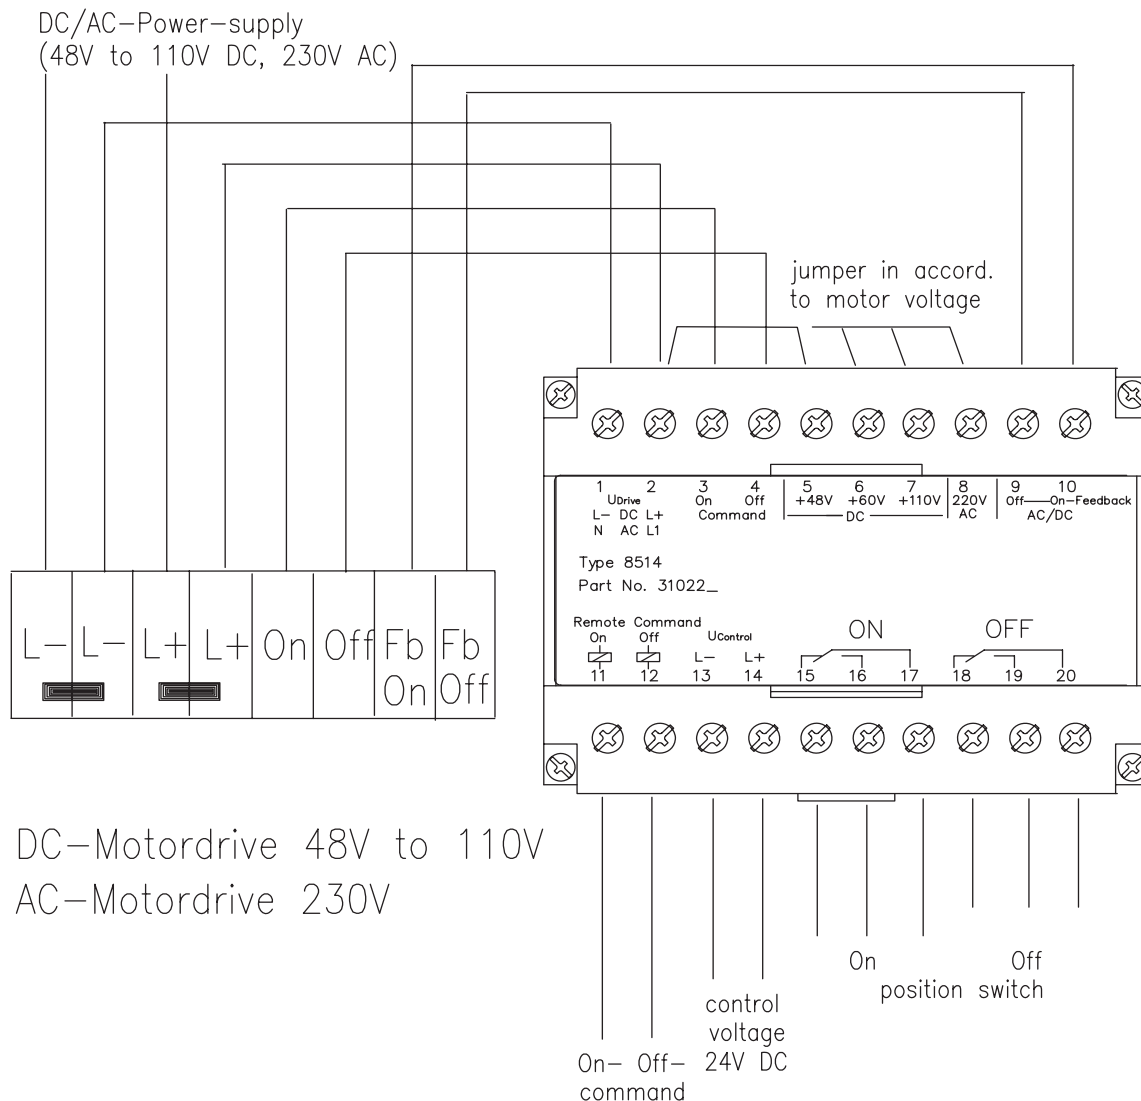 DC/AC-Power-supply
(48V to 110V DC, 230V AC)
jumper in accord.
to motor voltage
1 2 3 4 5 6 7 8 9 10
UDrive On Off +48V +60V +110V 220V Off On-Feedback
L- DC L+ Command DC AC AC/DC
N AC L1
Type 8514
Part No. 31022_
Remote Command
On Off UControl ON OFF
L- L+
11 12 13 14 15 16 17 18 19 20
L- L- L+ L+ On Off Fb Fb
On Off
DC-Motordrive 48V to 110V
AC-Motordrive 230V
On Off
position switch
control
voltage
24V DC
On- Off-
command